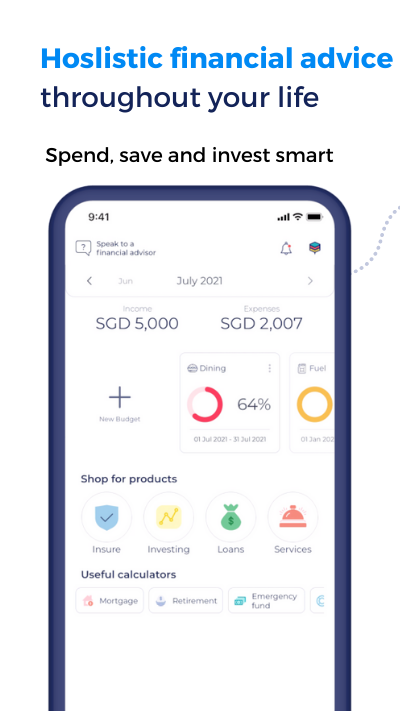 Hoslistic financial advice
throughout your life
Spend, save and invest smart
9:41
?
Speak to a
financial advisor
Jun
July 2021
Income
Expenses
SGD 5,000
SGD 2,007
Dining
Fuel
64%
New Budget
01 Jul 2021 - 31 Jul 2021
01 Jan 202
Shop for products
$
Insure
Investing
Loans
Services
Useful calculators
Mortgage
Retirement
Emergency
fund